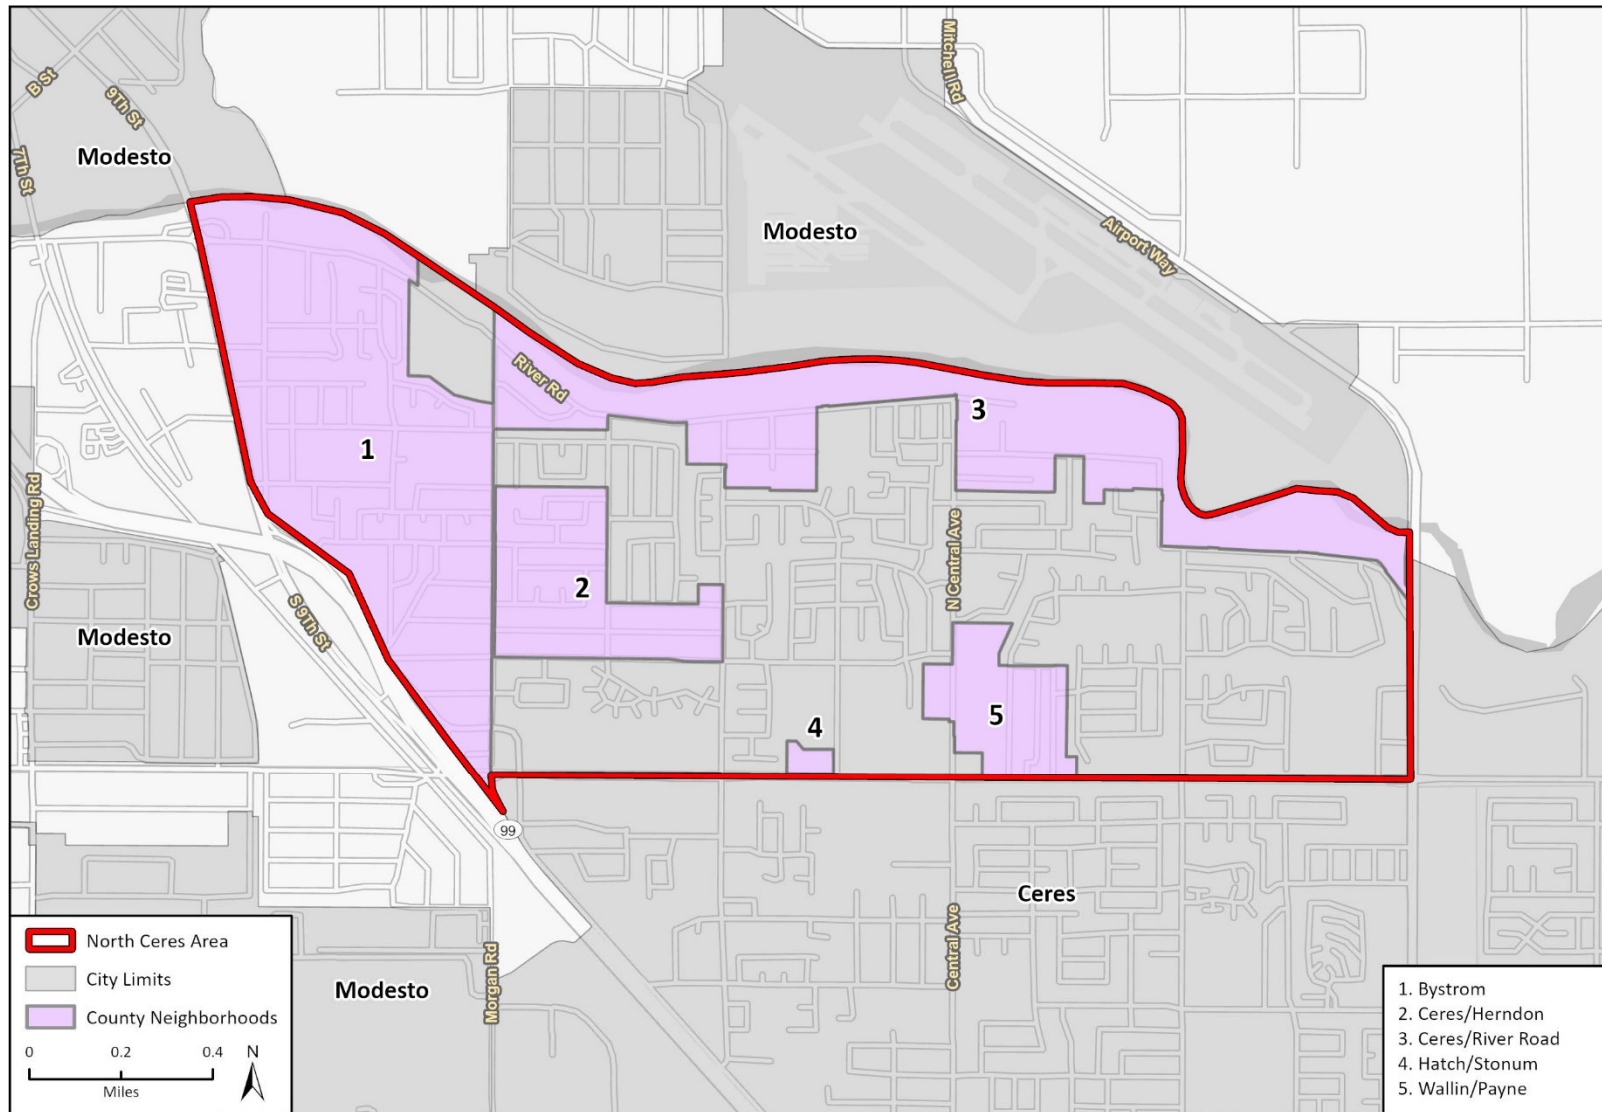 Mitchell Rd
B St
9Th St
Modesto
7Th St
Modesto
Airport Way
River Rd
3
1
N Central Ave
Crows Landing Rd
2
S 9Th St
Modesto
5
4
99
Ceres
Central Ave
Morgan Rd
Modesto
North Ceres Area
City Limits
County Neighborhoods
0 0.2 0.4
Miles
N
1. Bystrom
2. Ceres/Herndon
3. Ceres/River Road
4. Hatch/Stonum
5. Wallin/Payne